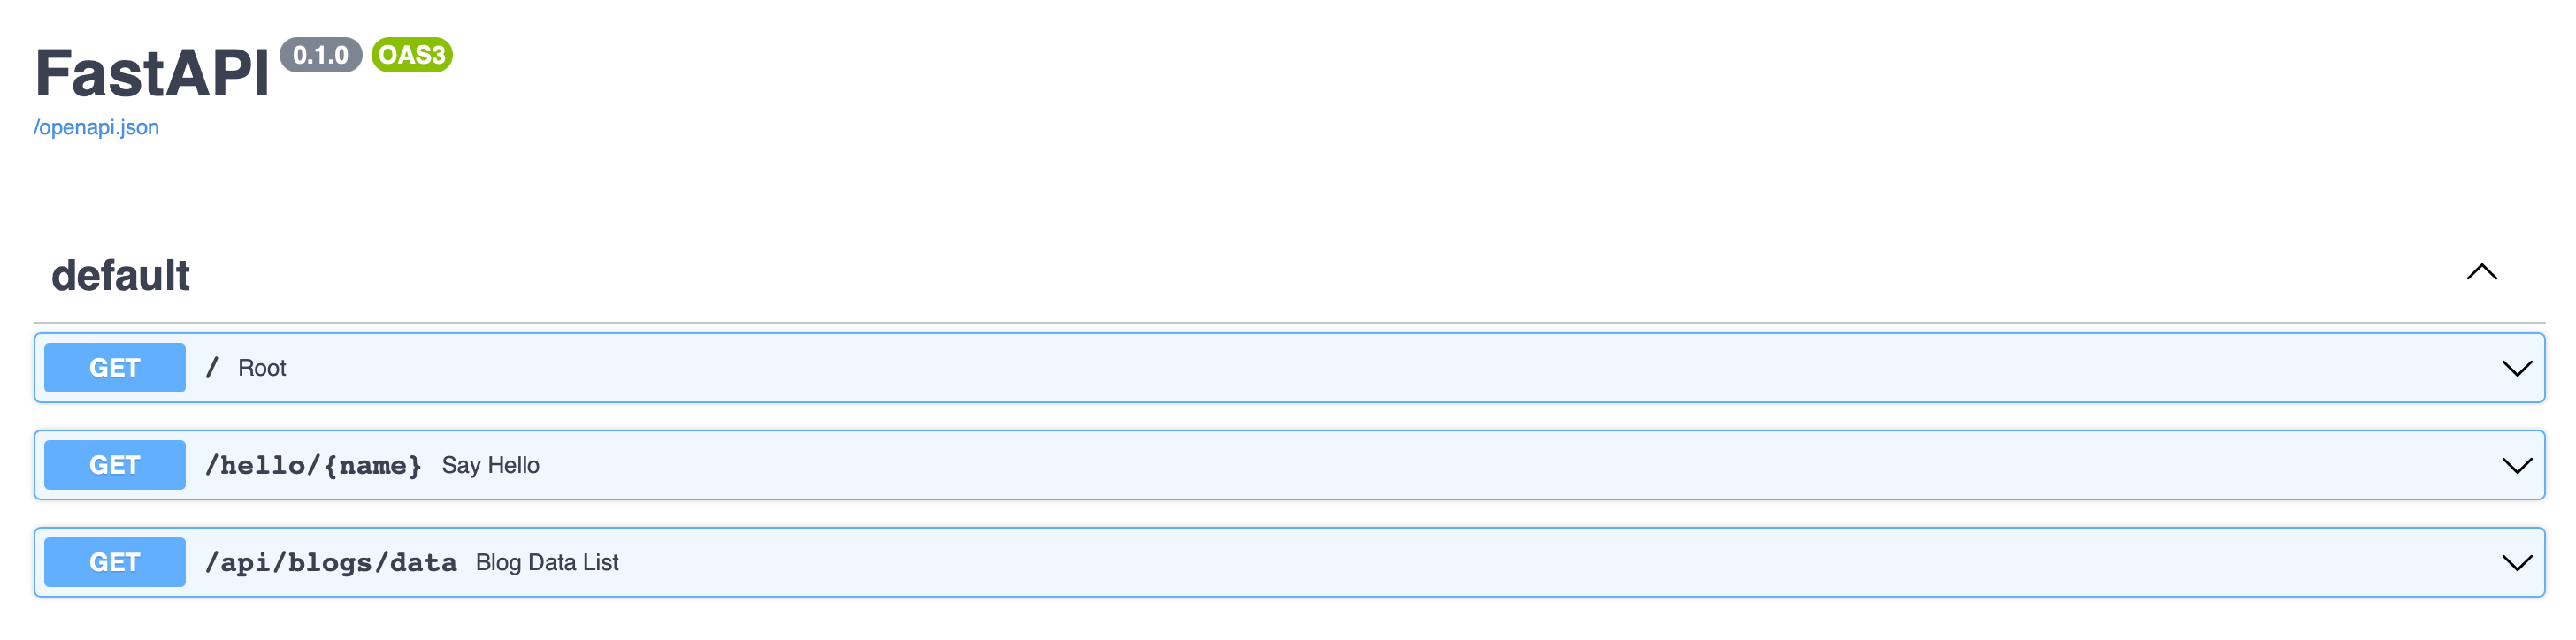 FastAPI 0.1.0 OAS3
/openapi.json
default
GET / Root
GET /hello/{name} Say Hello
GET /api/blogs/data Blog Data List